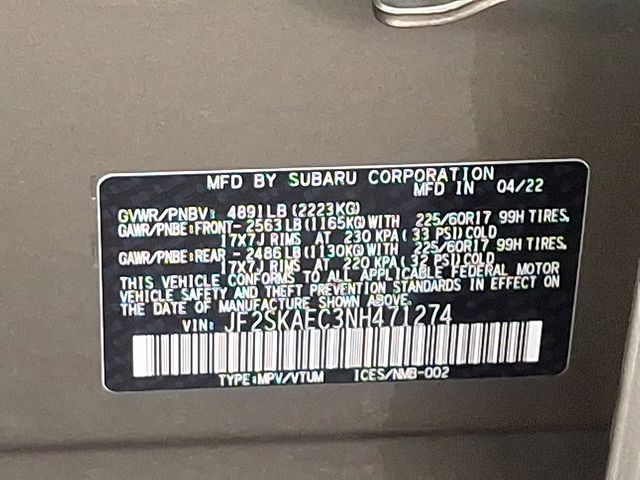 MFD BY SUBARU CORPORATION
MFD IN 04/22
GVWR/PNBV: 4891LB(2223KG)
GAWR/PNBE:FRONT-2563LB(1165KG)WITH 225/60R17 99H TIRES,
17X7J RIMS AT 230 KPA(33 PSI)COLD
GAWR/PNBE:REAR -2486LB(1130KG)WITH 225/60R17 99H TIRES,
17X7J RIMS AT 220 KPA(32 PSI)COLD
THIS VEHICLE CONFORMS TO ALL APPLICABLE FEDERAL MOTOR
VEHICLE SAFETY AND THEFT PREVENTION STANDARDS IN EFFECT ON
THE DATE OF MANUFACTURE SHOWN ABOVE.
VIN: JF2SKAEC3NH471274
TYPE:MPV/VTUM ICES/NMB-002